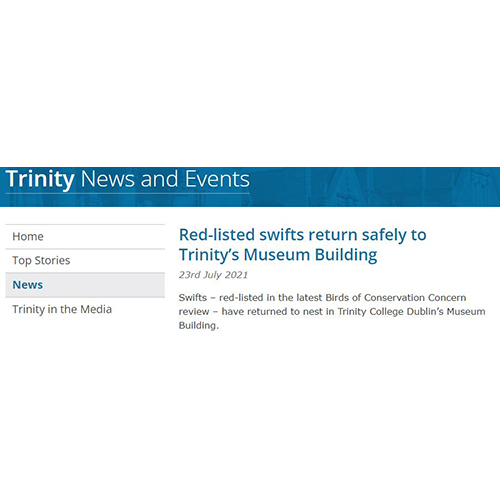 Trinity News and Events
Home
Top Stories
News
Trinity in the Media
Red-listed swifts return safely to
Trinity's Museum Building
23rd July 2021
Swifts – red-listed in the latest Birds of Conservation Concern
review – have returned to nest in Trinity College Dublin's Museum
Building.